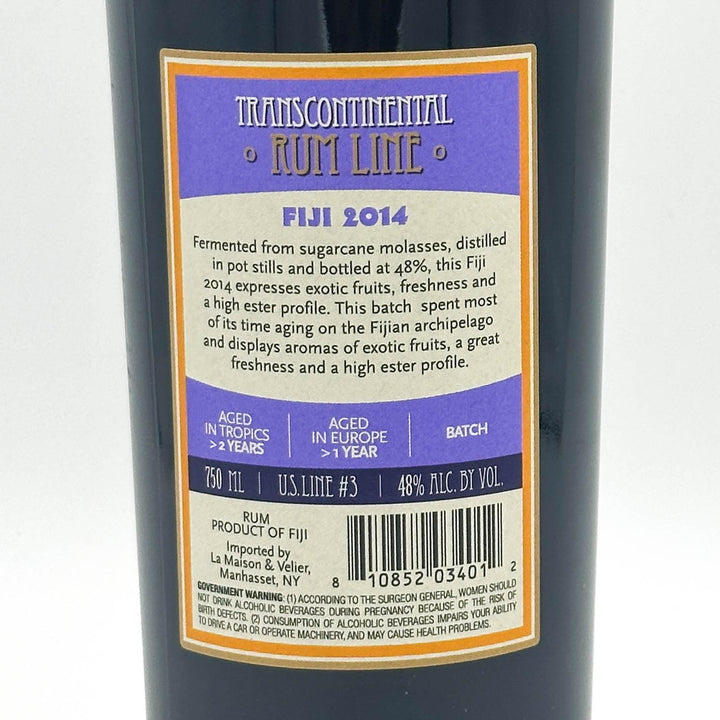 TRANSCONTINENTAL
o RUM LINE o
FIJI 2014
Fermented from sugarcane molasses, distilled
in pot stills and bottled at 48%, this Fiji
2014 expresses exotic fruits, freshness and
a high ester profile. This batch spent most
of its time aging on the Fijian archipelago
and displays aromas of exotic fruits, a great
freshness and a high ester profile.
AGED
IN TROPICS
>2 YEARS
AGED
IN EUROPE
>1 YEAR
BATCH
750 ML | U.S.LINE #3 | 48% ALC. BY VOL.
RUM
PRODUCT OF FIJI
Imported by
La Maison & Velier,
Manhasset, NY
8 10852 03401 2
GOVERNMENT WARNING: (1) ACCORDING TO THE SURGEON GENERAL, WOMEN SHOULD
NOT DRINK ALCOHOLIC BEVERAGES DURING PREGNANCY BECAUSE OF THE RISK OF
BIRTH DEFECTS. (2) CONSUMPTION OF ALCOHOLIC BEVERAGES IMPAIRS YOUR ABILITY
TO DRIVE A CAR OR OPERATE MACHINERY, AND MAY CAUSE HEALTH PROBLEMS.